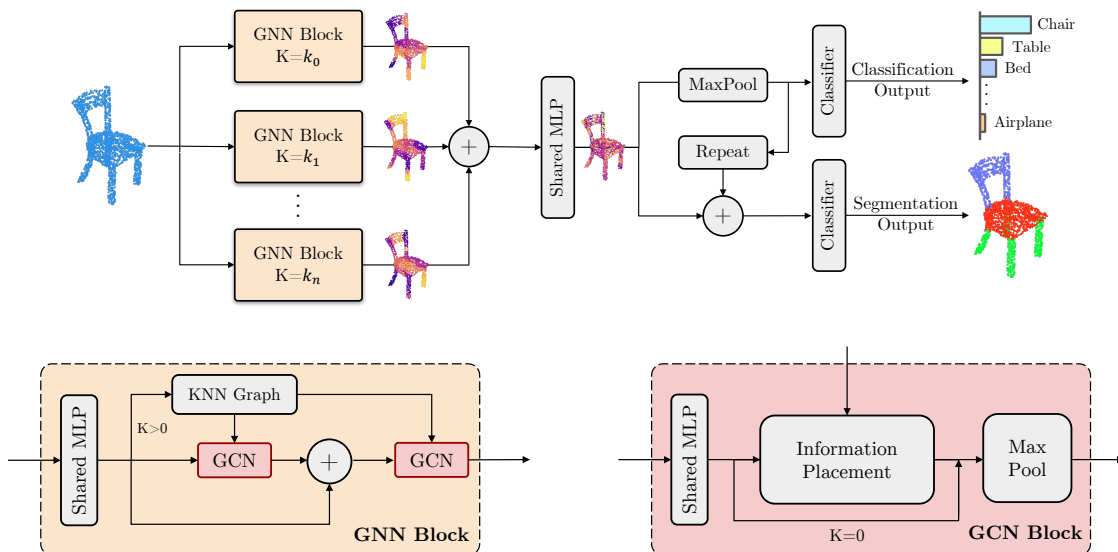 GNN Block
K=k₀
GNN Block
K=k₁
GNN Block
K=kₙ
+
Shared MLP
MaxPool
Repeat
+
Classifier
Classification
Output
Classifier
Segmentation
Output
Chair
Table
Bed
Airplane
Shared MLP
K>0
KNN Graph
GCN
+
GCN
GNN Block
Shared MLP
Information
Placement
K=0
Max
Pool
GCN Block